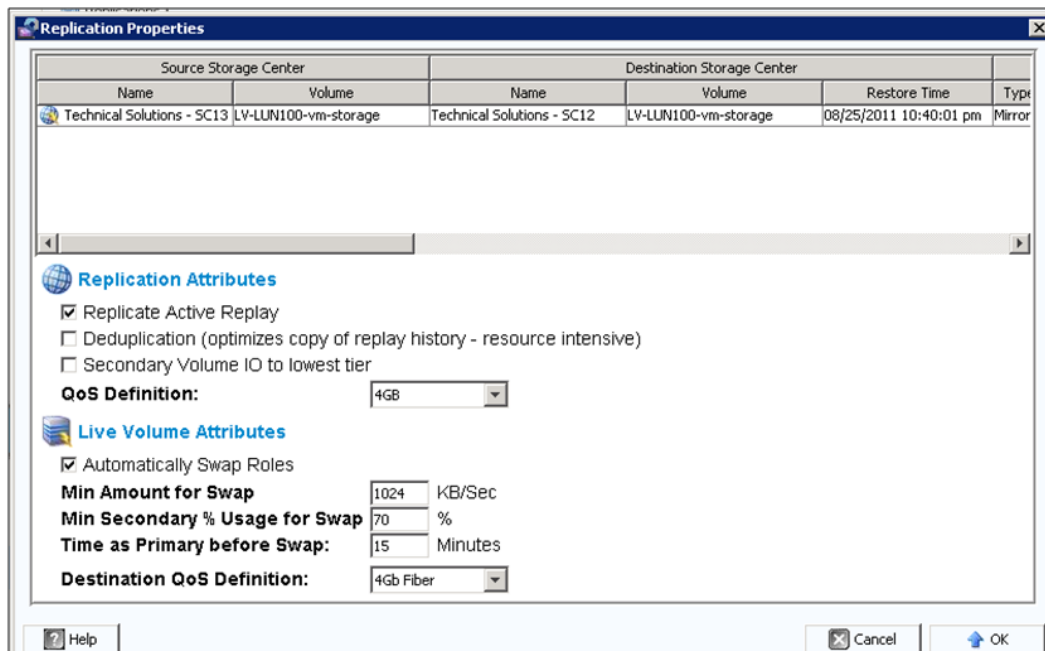 Replication Properties
Source Storage Center Destination Storage Center
Name Volume Name Volume Restore Time Type
Technical Solutions - SC13 LV-LUN100-vm-storage Technical Solutions - SC12 LV-LUN100-vm-storage 08/25/2011 10:40:01 pm Mirror
Replication Attributes
Replicate Active Replay
Deduplication (optimizes copy of replay history - resource intensive)
Secondary Volume IO to lowest tier
QoS Definition: 4GB
Live Volume Attributes
Automatically Swap Roles
Min Amount for Swap 1024 KB/Sec
Min Secondary % Usage for Swap 70 %
Time as Primary before Swap: 15 Minutes
Destination QoS Definition: 4Gb Fiber
? Help Cancel OK